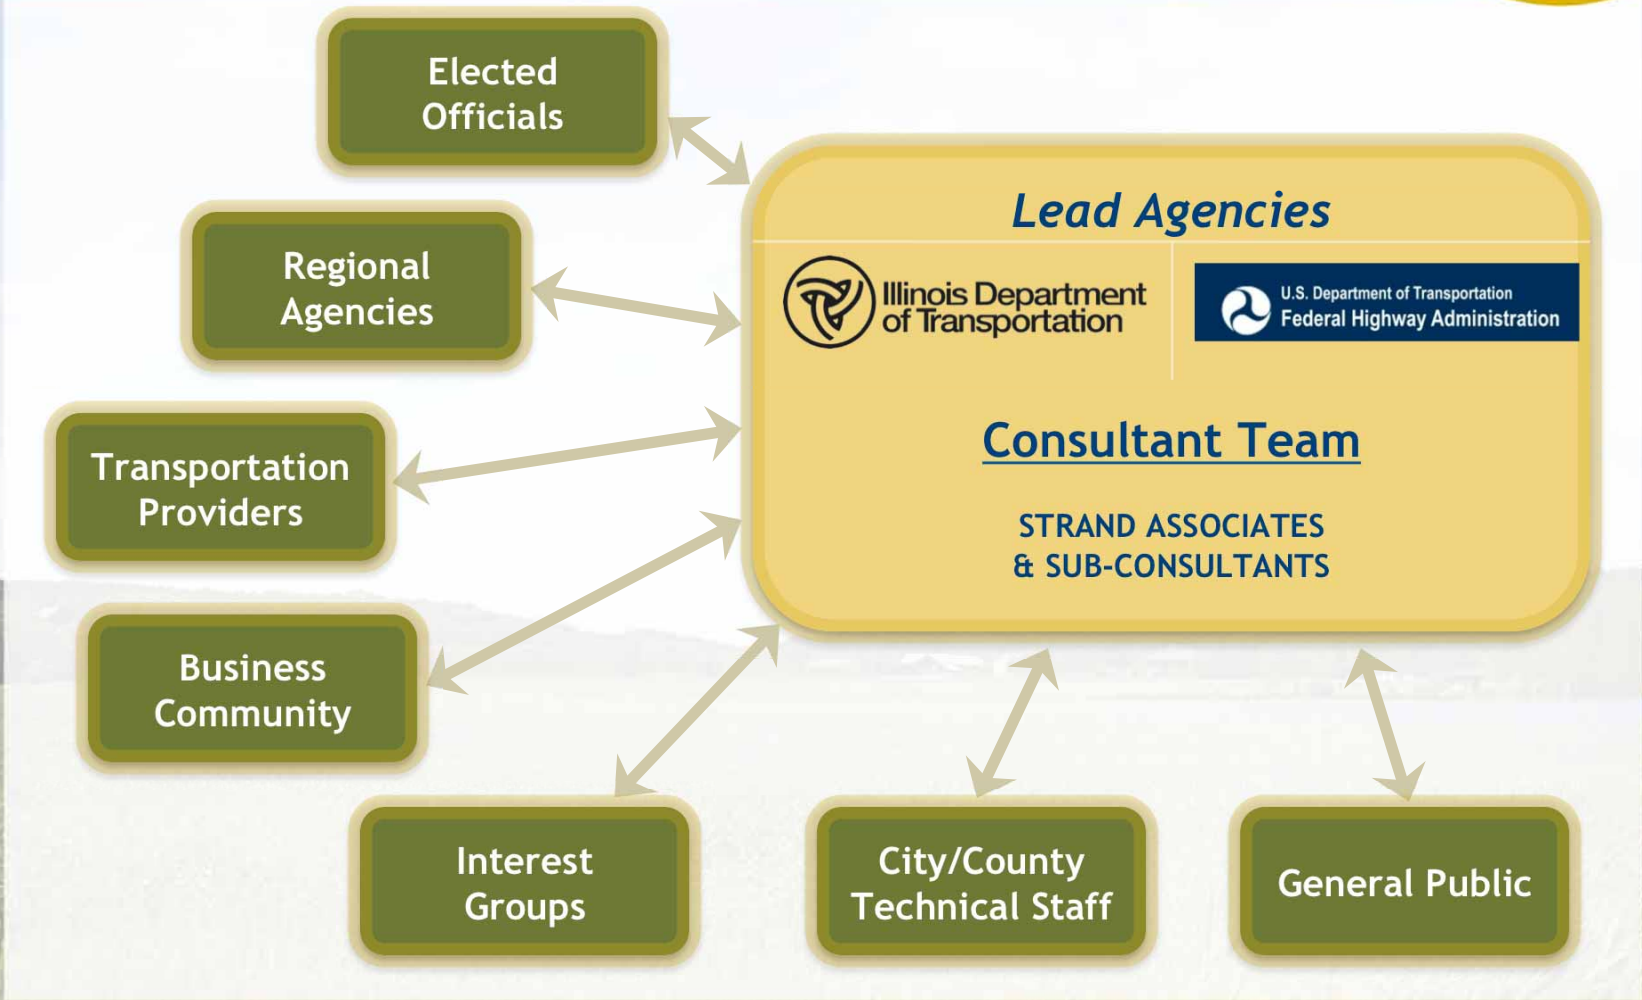 Elected
Officials
Regional
Agencies
Transportation
Providers
Business
Community
Interest
Groups
City/County
Technical Staff
General Public
Lead Agencies
Illinois Department
of Transportation
U.S. Department of Transportation
Federal Highway Administration
Consultant Team
STRAND ASSOCIATES
& SUB-CONSULTANTS